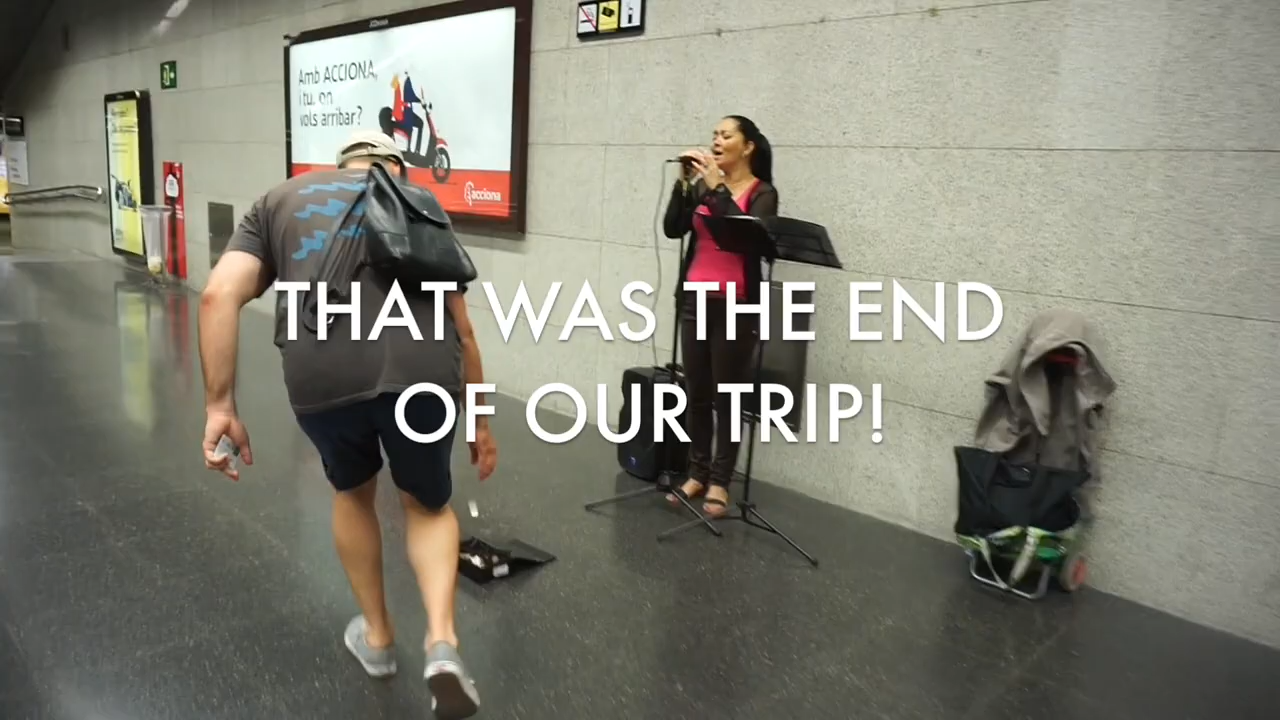 Amb ACCIONA,
i tu, on
vols arribar?
acciona
THAT WAS THE END
OF OUR TRIP!